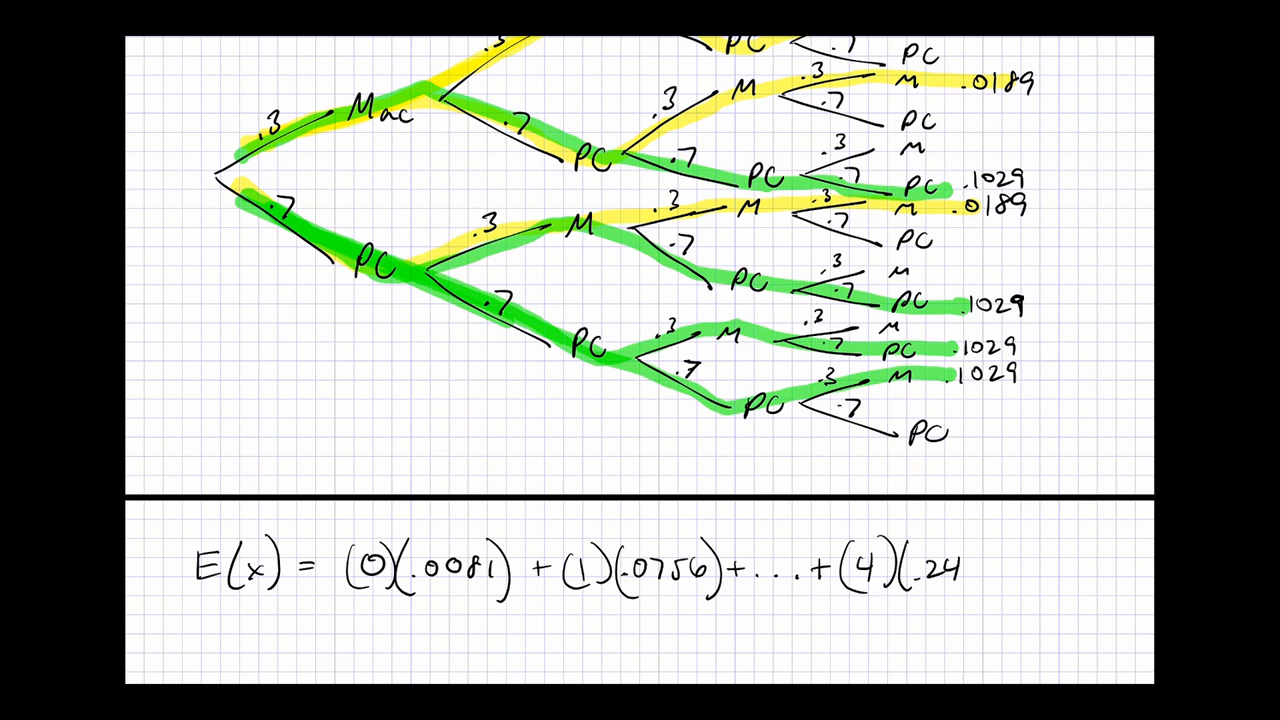 .3
PC
.7
PC
.3
M
.3
M
.0189
.3
Mac
.7
PC
.7
PC
.3
M
.7
PC
.7
PC
.1029
.7
PC
.3
M
.3
M
.3
M
.0189
.7
PC
.7
PC
.3
M
.7
PC
.1029
.7
PC
.3
M
.3
M
.7
PC
.1029
.7
PC
.3
M
.1029
.7
PC
E(x) = (0)(.0081) + (1)(.0756) + ... + (4)(.24